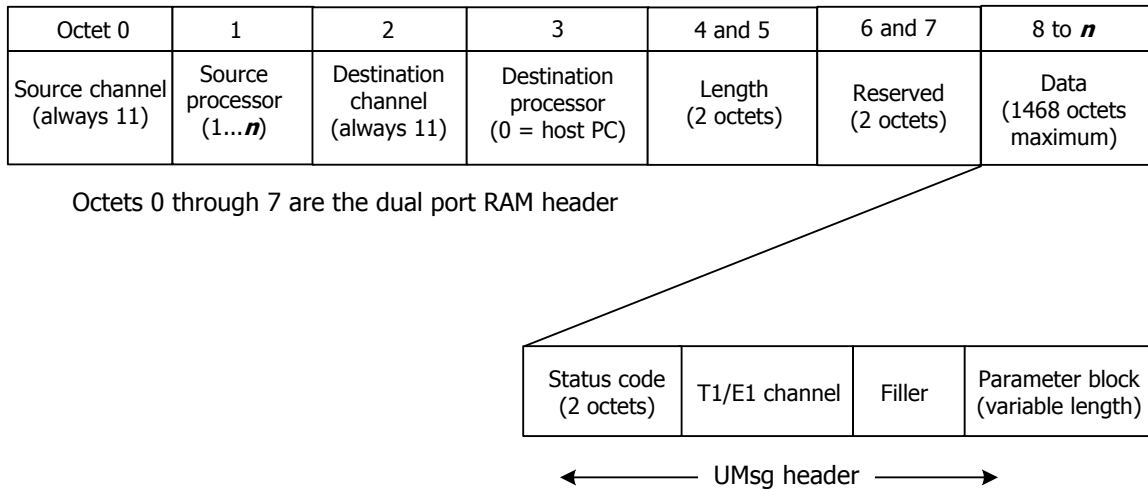 Octet 0 1 2 3 4 and 5 6 and 7 8 to n
Source channel
(always 11)
Source
processor
(1...n)
Destination
channel
(always 11)
Destination
processor
(0 = host PC)
Length
(2 octets)
Reserved
(2 octets)
Data
(1468 octets
maximum)
Octets 0 through 7 are the dual port RAM header
Status code
(2 octets)
T1/E1 channel
Filler
Parameter block
(variable length)
UMsg header